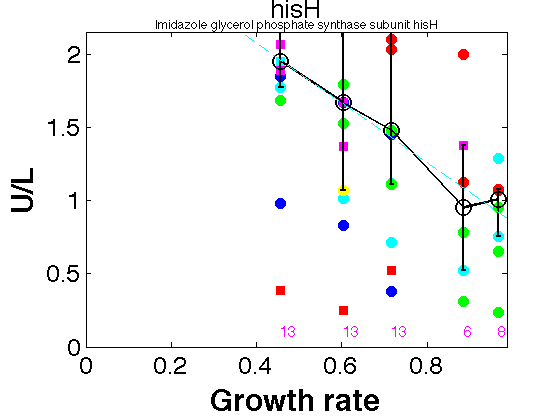 hisH
Imidazole glycerol phosphate synthase subunit hisH
2
1.5
U/L
1
0.5
13 13 13 6 8
0
0 0.2 0.4 0.6 0.8
Growth rate